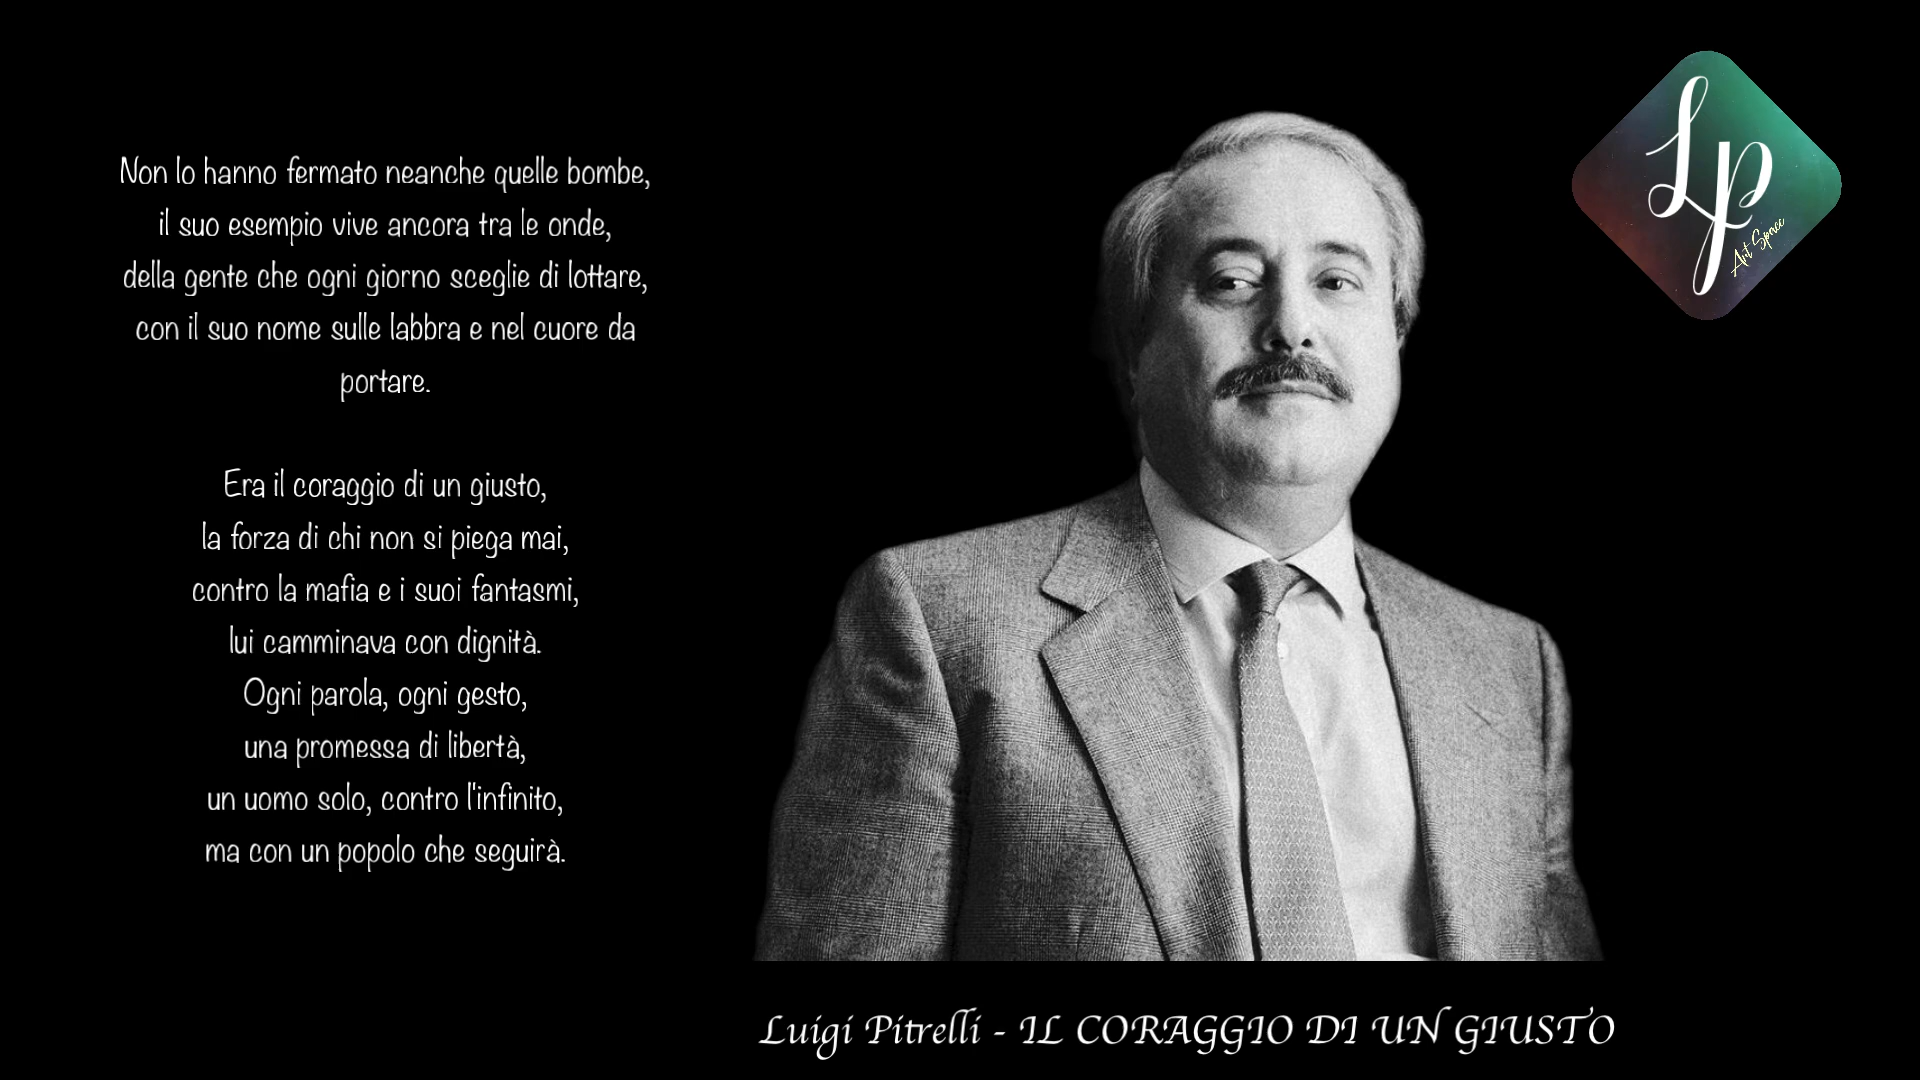 Non lo hanno fermato neanche quelle bombe,
il suo esempio vive ancora tra le onde,
della gente che ogni giorno sceglie di lottare,
con il suo nome sulle labbra e nel cuore da
portare.
Era il coraggio di un giusto,
la forza di chi non si piega mai,
contro la mafia e i suoi fantasmi,
lui camminava con dignità.
Ogni parola, ogni gesto,
una promessa di libertà,
un uomo solo, contro l'infinito,
ma con un popolo che seguirà.
Lp
Art Space
Luigi Pitrelli - IL CORAGGIO DI UN GIUSTO